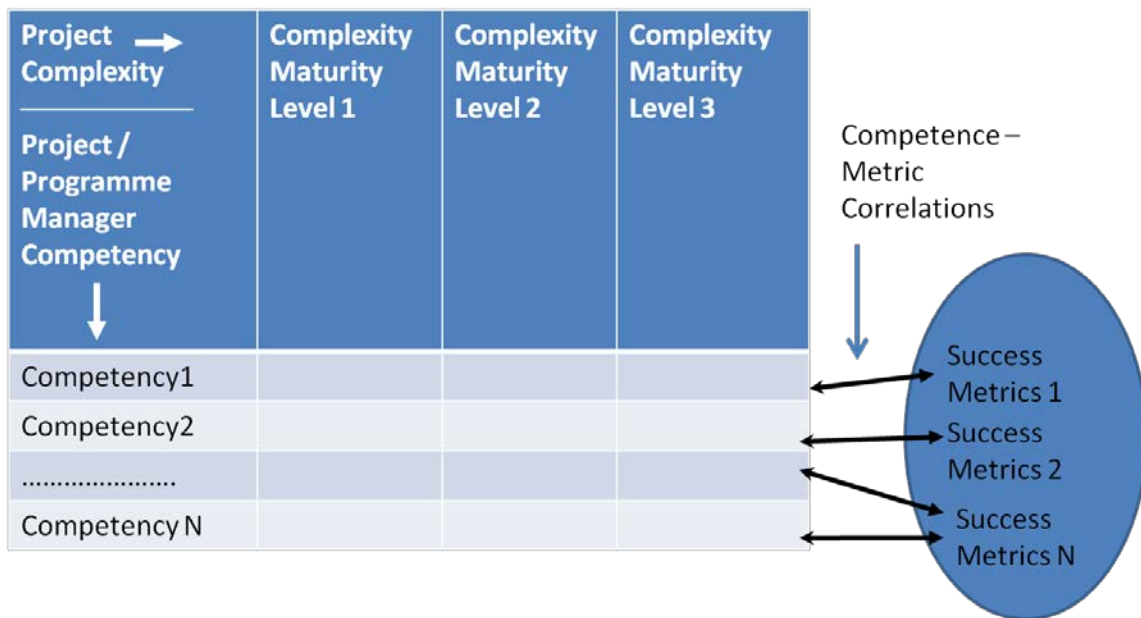 Project
Complexity
Project /
Programme
Manager
Competency
Complexity
Maturity
Level 1
Complexity
Maturity
Level 2
Complexity
Maturity
Level 3
Competency1
Competency2
………………….
Competency N
Competence –
Metric
Correlations
Success
Metrics 1
Success
Metrics 2
Success
Metrics N